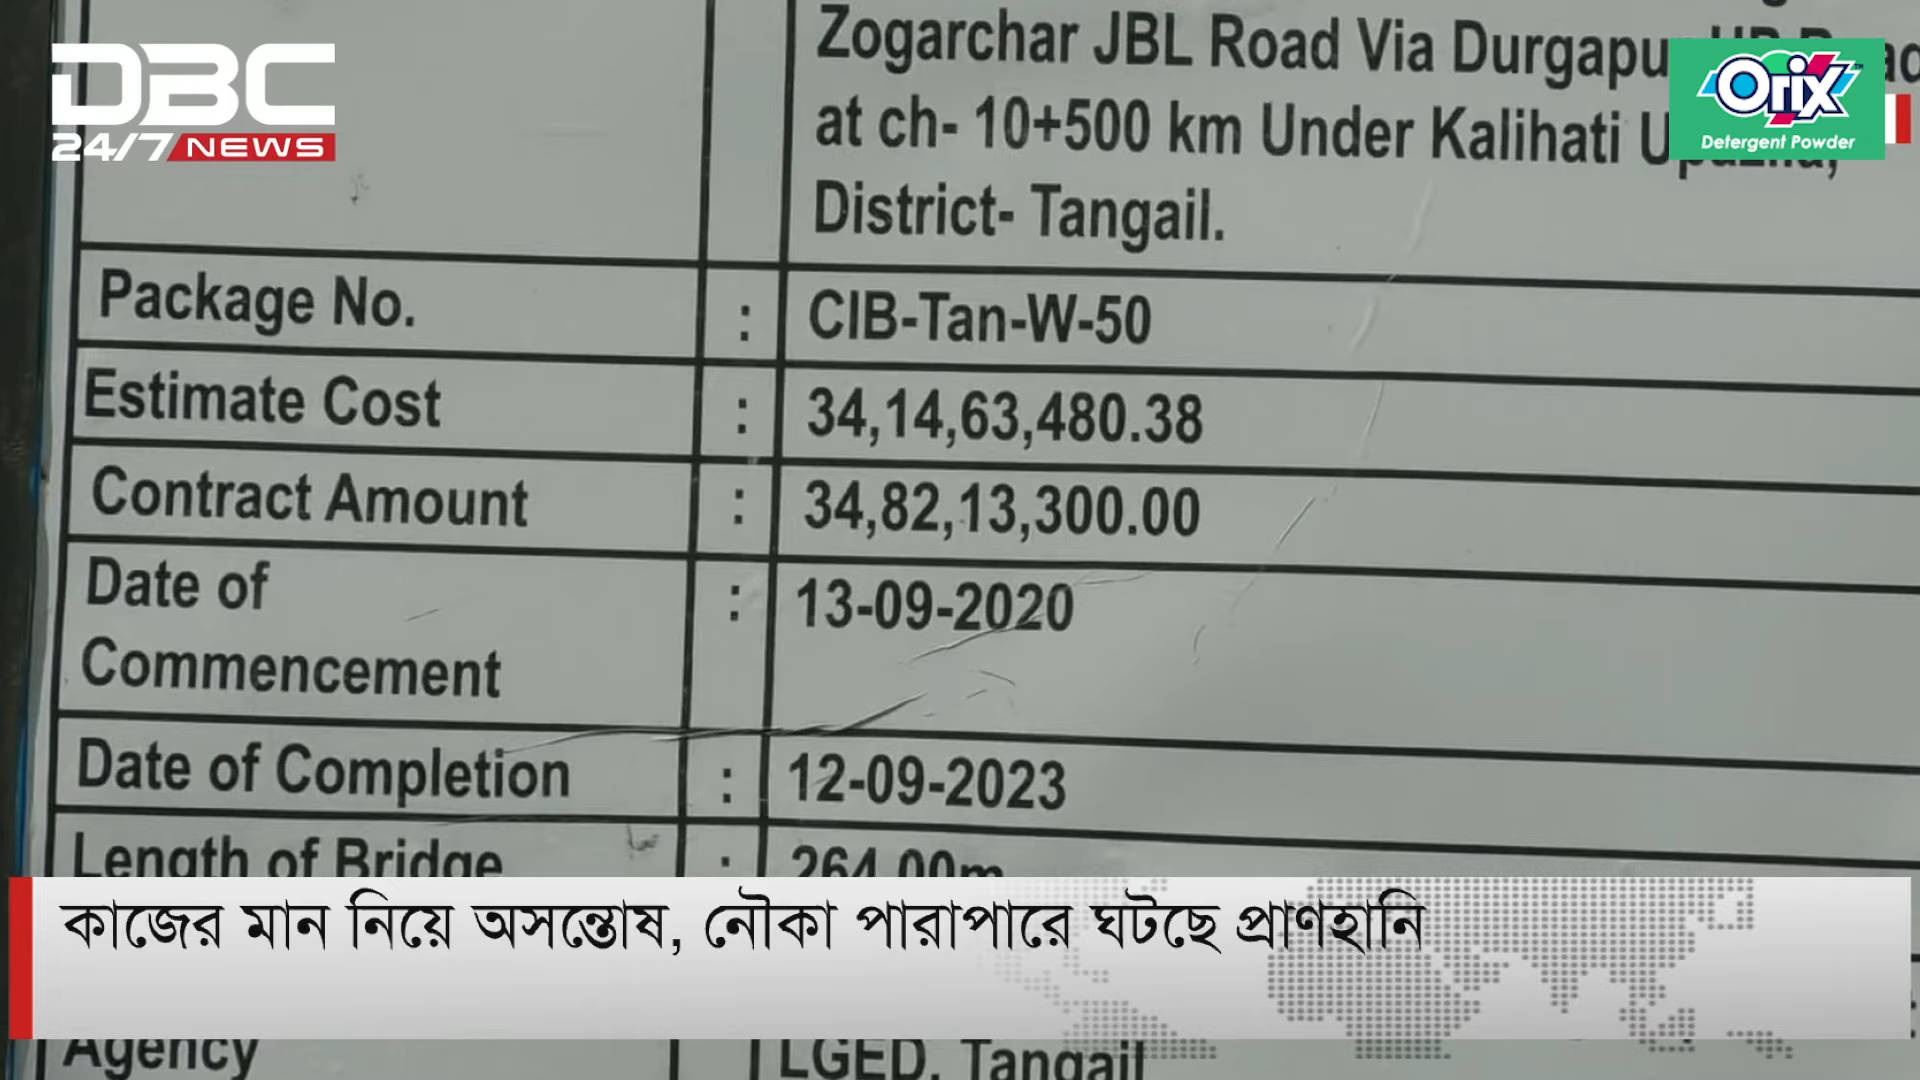 DBC
24/7 NEWS
Zogarchar JBL Road Via Durgapur
at ch- 10+500 km Under Kalihati Upazila,
District- Tangail.
Orix
Detergent Powder
Package No. : CIB-Tan-W-50
Estimate Cost : 34,14,63,480.38
Contract Amount : 34,82,13,300.00
Date of : 13-09-2020
Commencement
Date of Completion : 12-09-2023
Length of Bridge : 264.00m
কাজের মান নিয়ে অসন্তোষ, নৌকা পারাপারে ঘটছে প্রাণহানি
Agency LGED, Tangail